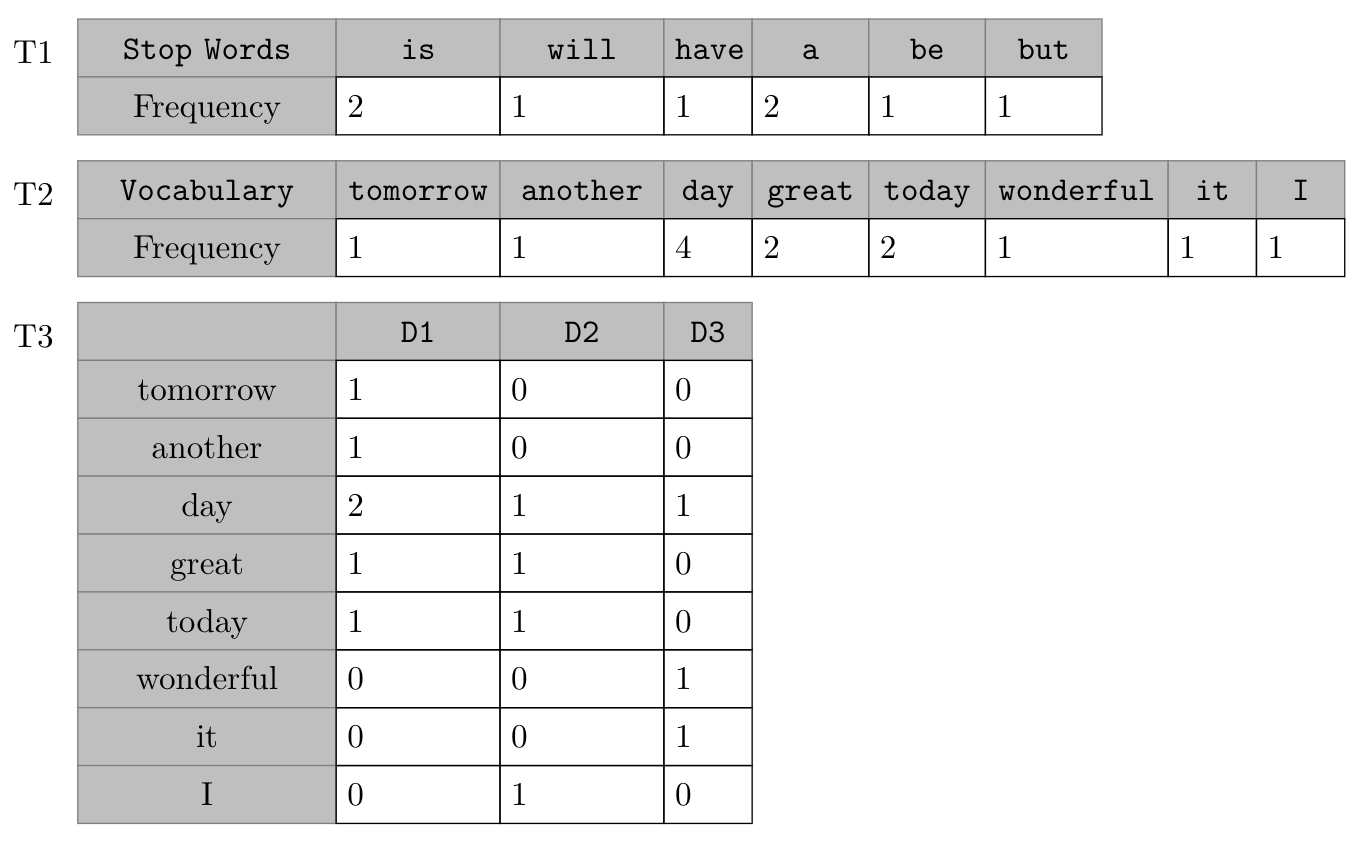 T1 Stop Words is will have a be but
Frequency 2 1 1 2 1 1
T2 Vocabulary tomorrow another day great today wonderful it I
Frequency 1 1 4 2 2 1 1 1
T3 D1 D2 D3
tomorrow 1 0 0
another 1 0 0
day 2 1 1
great 1 1 0
today 1 1 0
wonderful 0 0 1
it 0 0 1
I 0 1 0